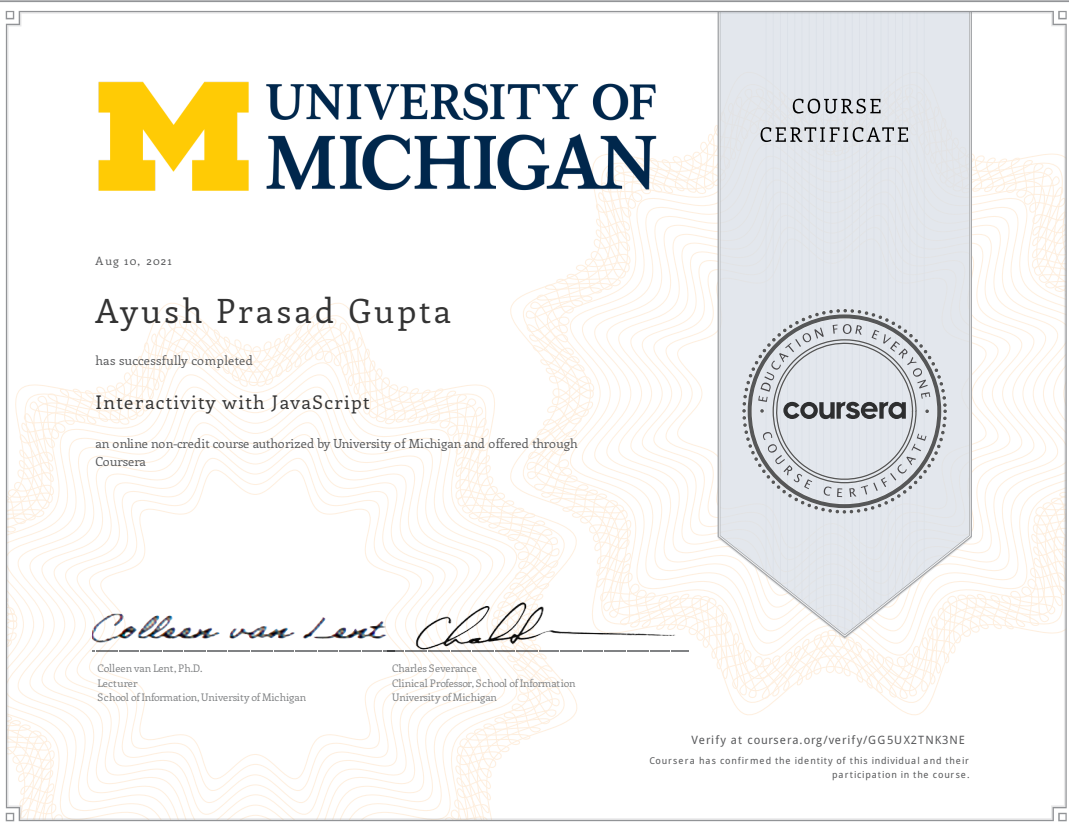 UNIVERSITY OF
MICHIGAN
COURSE
CERTIFICATE
Aug 10, 2021
Ayush Prasad Gupta
has successfully completed
Interactivity with JavaScript
an online non-credit course authorized by University of Michigan and offered through
Coursera
EDUCATION FOR EVERYONE
coursera
COURSE CERTIFICATE
Colleen van Lent
Colleen van Lent, Ph.D.
Lecturer
School of Information, University of Michigan
Charles Severance
Clinical Professor, School of Information
University of Michigan
Verify at coursera.org/verify/GG5UX2TNK3NE
Coursera has confirmed the identity of this individual and their
participation in the course.